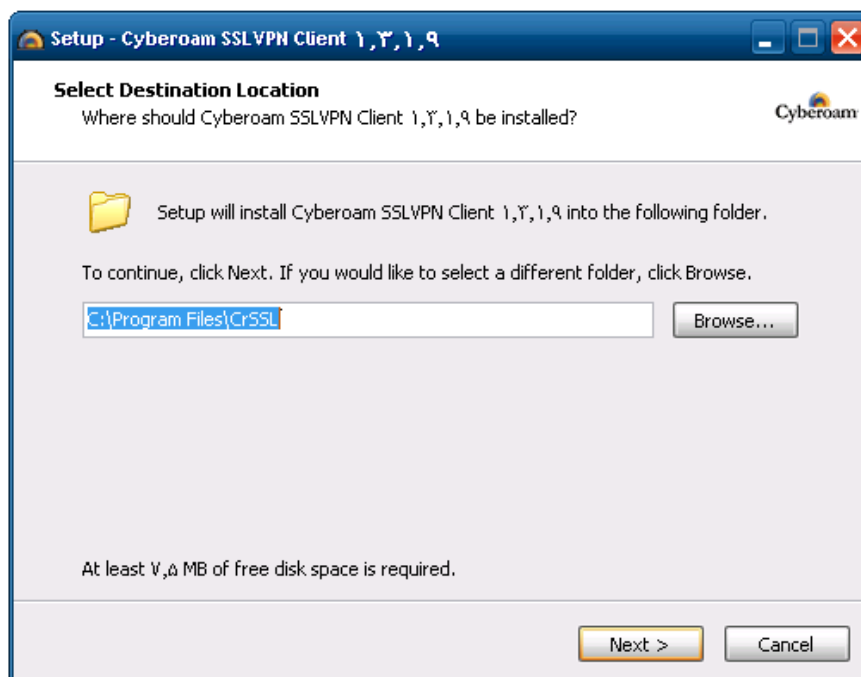 Setup - Cyberoam SSLVPN Client ۱,۳,۱,۹
Select Destination Location
Where should Cyberoam SSLVPN Client ۱,۳,۱,۹ be installed?
Cyberoam
Setup will install Cyberoam SSLVPN Client ۱,۳,۱,۹ into the following folder.
To continue, click Next. If you would like to select a different folder, click Browse.
C:\Program Files\CrSSL
Browse...
At least ۷,۵ MB of free disk space is required.
Next >
Cancel